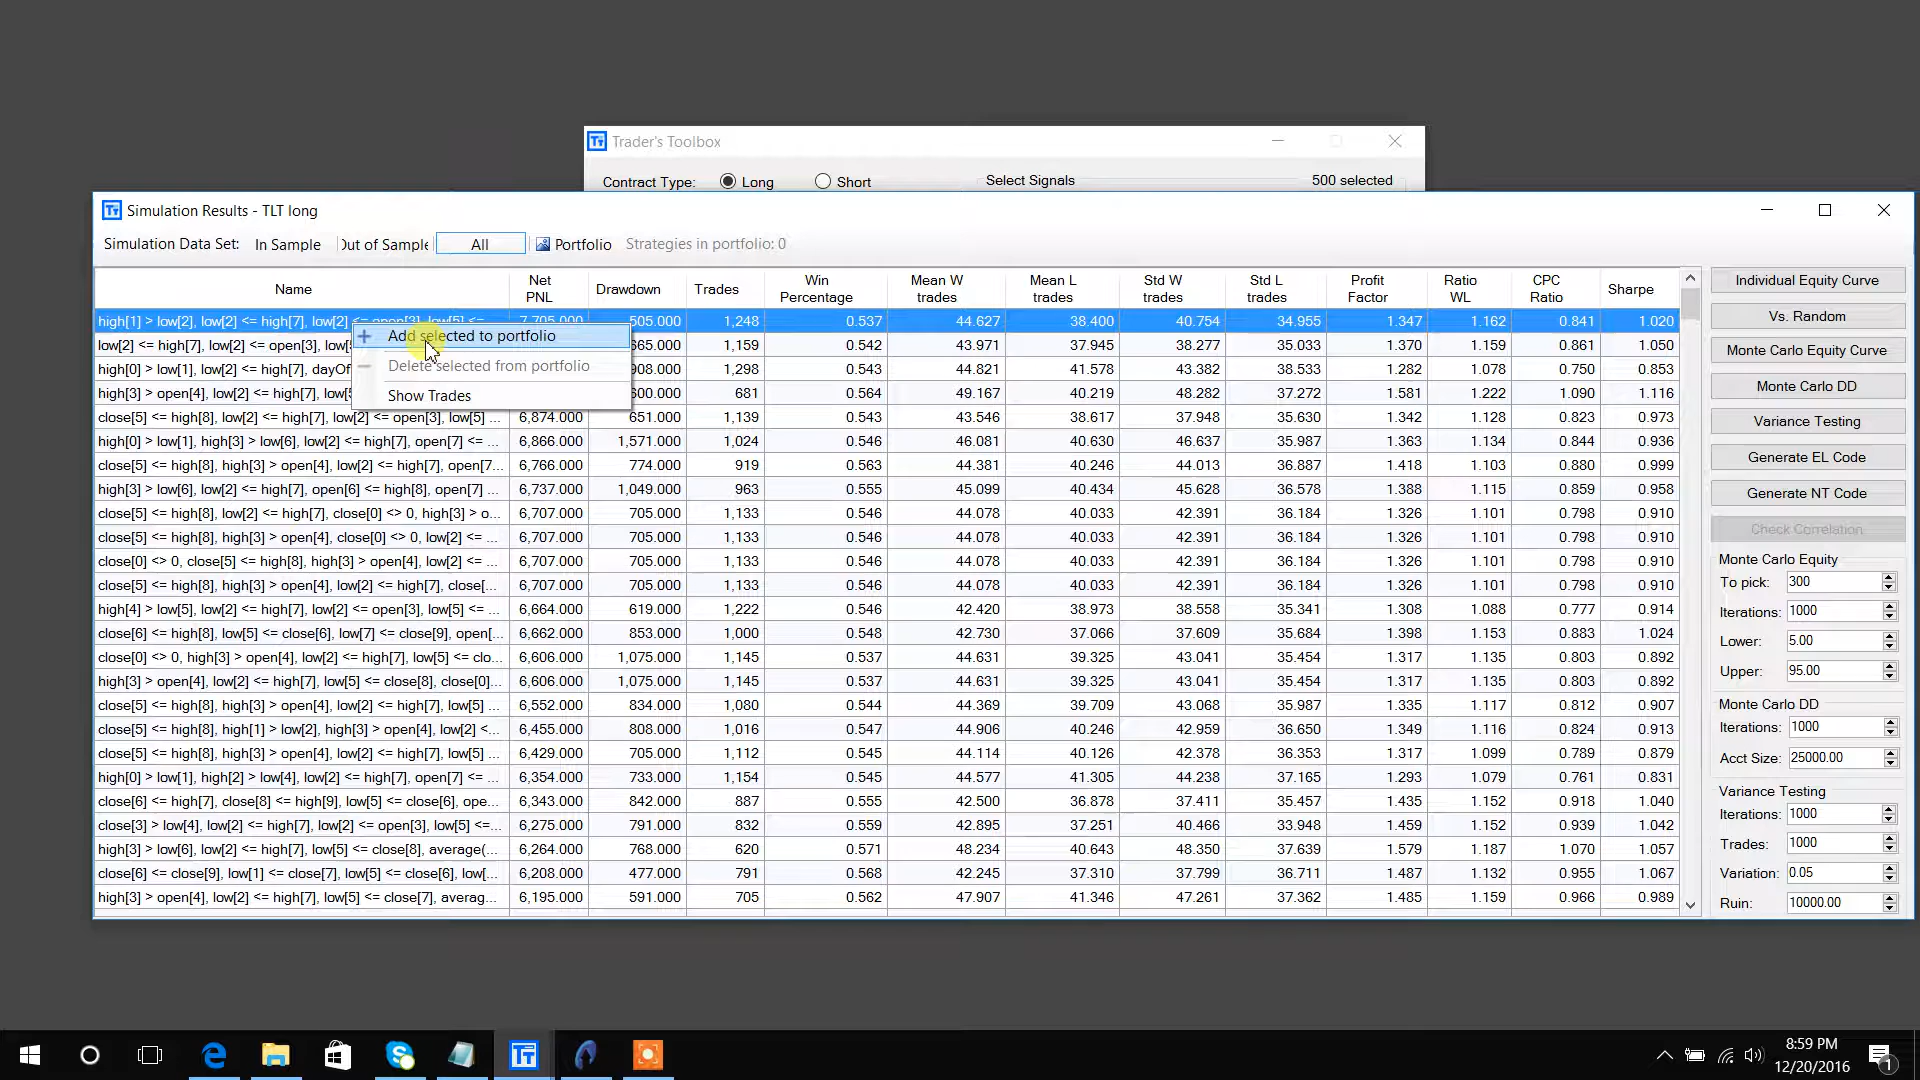 Trader's Toolbox
Contract Type: Long Short Select Signals 500 selected
Simulation Results - TLT long
Simulation Data Set: In Sample Out of Sample All Portfolio Strategies in portfolio: 0
Name Net PNL Drawdown Trades Win Percentage Mean W trades Mean L trades Std W trades Std L trades Profit Factor Ratio WL CPC Ratio Sharpe
high[1] > low[2], low[2] <= high[7], low[2] <= open[3], low[5] <= 7,705.000 505.000 1,248 0.537 44.627 38.400 40.754 34.955 1.347 1.162 0.841 1.020
low[2] <= high[7], low[2] <= open[3], 665.000 1,159 0.542 43.971 37.945 38.277 35.033 1.370 1.159 0.861 1.050
high[0] > low[1], low[2] <= high[7], dayOf 908.000 1,298 0.543 44.821 41.578 43.382 38.533 1.282 1.078 0.750 0.853
high[3] > open[4], low[2] <= high[7], 600.000 681 0.564 49.167 40.219 48.282 37.272 1.581 1.222 1.090 1.116
close[5] <= high[8], low[2] <= high[7], low[2] <= open[3], low[5] ... 6,874.000 651.000 1,139 0.543 43.546 38.617 37.948 35.630 1.342 1.128 0.823 0.973
high[0] > low[1], high[3] > low[6], low[2] <= high[7], open[7] <= ... 6,866.000 1,571.000 1,024 0.546 46.081 40.630 46.637 35.987 1.363 1.134 0.844 0.936
close[5] <= high[8], high[3] > open[4], low[2] <= high[7], open[7... 6,766.000 774.000 919 0.563 44.381 40.246 44.013 36.887 1.418 1.103 0.880 0.999
high[3] > low[6], low[2] <= high[7], open[6] <= high[8], open[7] ... 6,737.000 1,049.000 963 0.555 45.099 40.434 45.628 36.578 1.388 1.115 0.859 0.958
close[5] <= high[8], low[2] <= high[7], close[0] <> 0, high[3] > o... 6,707.000 705.000 1,133 0.546 44.078 40.033 42.391 36.184 1.326 1.101 0.798 0.910
close[5] <= high[8], high[3] > open[4], close[0] <> 0, low[2] <= ... 6,707.000 705.000 1,133 0.546 44.078 40.033 42.391 36.184 1.326 1.101 0.798 0.910
close[0] <> 0, close[5] <= high[8], high[3] > open[4], low[2] <= ... 6,707.000 705.000 1,133 0.546 44.078 40.033 42.391 36.184 1.326 1.101 0.798 0.910
close[5] <= high[8], high[3] > open[4], low[2] <= high[7], close[... 6,707.000 705.000 1,133 0.546 44.078 40.033 42.391 36.184 1.326 1.101 0.798 0.910
high[4] > low[5], low[2] <= high[7], low[2] <= open[3], low[5] <= ... 6,664.000 619.000 1,222 0.546 42.420 38.973 38.558 35.341 1.308 1.088 0.777 0.914
close[6] <= high[8], low[5] <= close[6], low[7] <= close[9], open[... 6,662.000 853.000 1,000 0.548 42.730 37.066 37.609 35.684 1.398 1.153 0.883 1.024
close[0] <> 0, high[3] > open[4], low[2] <= high[7], low[5] <= clo... 6,606.000 1,075.000 1,145 0.537 44.631 39.325 43.041 35.454 1.317 1.135 0.803 0.892
high[3] > open[4], low[2] <= high[7], low[5] <= close[8], close[0]... 6,606.000 1,075.000 1,145 0.537 44.631 39.325 43.041 35.454 1.317 1.135 0.803 0.892
close[5] <= high[8], high[3] > open[4], low[2] <= high[7], low[5] ... 6,552.000 834.000 1,080 0.544 44.369 39.709 43.068 35.987 1.335 1.117 0.812 0.907
close[5] <= high[8], high[1] > low[2], high[3] > open[4], low[2] <... 6,455.000 808.000 1,016 0.547 44.906 40.246 42.959 36.650 1.349 1.116 0.824 0.913
close[5] <= high[8], high[3] > open[4], low[2] <= high[7], low[5] ... 6,429.000 705.000 1,112 0.545 44.114 40.126 42.378 36.353 1.317 1.099 0.789 0.879
high[0] > low[1], high[2] > low[4], low[2] <= high[7], open[7] <= ... 6,354.000 733.000 1,154 0.545 44.577 41.305 44.238 37.165 1.293 1.079 0.761 0.831
close[6] <= high[7], close[8] <= high[9], low[5] <= close[6], ope... 6,343.000 842.000 887 0.555 42.500 36.878 37.411 35.457 1.435 1.152 0.918 1.040
close[3] > low[4], low[2] <= high[7], low[2] <= open[3], low[5] <=... 6,275.000 791.000 832 0.559 42.895 37.251 40.466 33.948 1.459 1.152 0.939 1.042
high[3] > low[6], low[2] <= high[7], low[5] <= close[8], average(... 6,264.000 768.000 620 0.571 48.234 40.643 48.350 37.639 1.579 1.187 1.070 1.057
close[6] <= close[9], low[1] <= close[7], low[5] <= close[6], low[... 6,208.000 477.000 791 0.568 42.245 37.310 37.799 36.711 1.487 1.132 0.955 1.067
high[3] > open[4], low[2] <= high[7], low[5] <= close[7], averag... 6,195.000 591.000 705 0.562 47.907 41.346 47.261 37.362 1.485 1.159 0.966 0.989
Add selected to portfolio
Delete selected from portfolio
Show Trades
Individual Equity Curve
Vs. Random
Monte Carlo Equity Curve
Monte Carlo DD
Variance Testing
Generate EL Code
Generate NT Code
Check Correlation
Monte Carlo Equity
To pick: 300
Iterations: 1000
Lower: 5.00
Upper: 95.00
Monte Carlo DD
Iterations: 1000
Acct Size: 25000.00
Variance Testing
Iterations: 1000
Trades: 1000
Variation: 0.05
Ruin: 10000.00
8:59 PM
12/20/2016
1